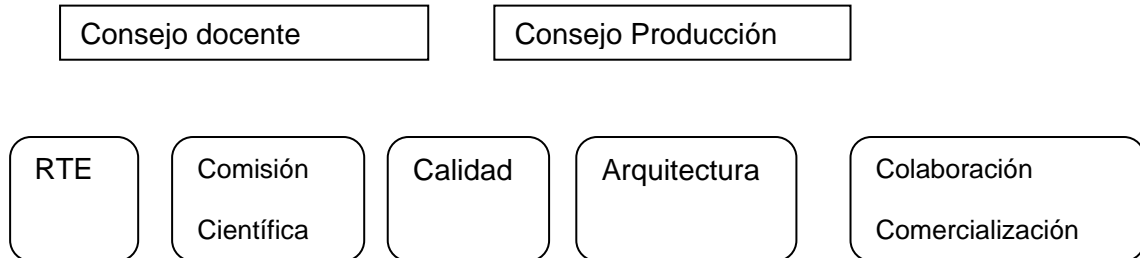 Consejo docente
Consejo Producción
RTE
Comisión
Científica
Calidad
Arquitectura
Colaboración
Comercialización